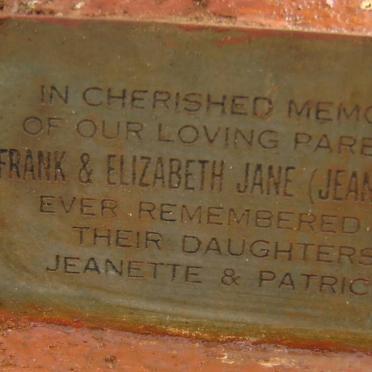 IN CHERISHED MEMO
OF OUR LOVING PARE
FRANK & ELIZABETH JANE (JEAN
EVER REMEMBERED
THEIR DAUGHTERS
JEANETTE & PATRIC